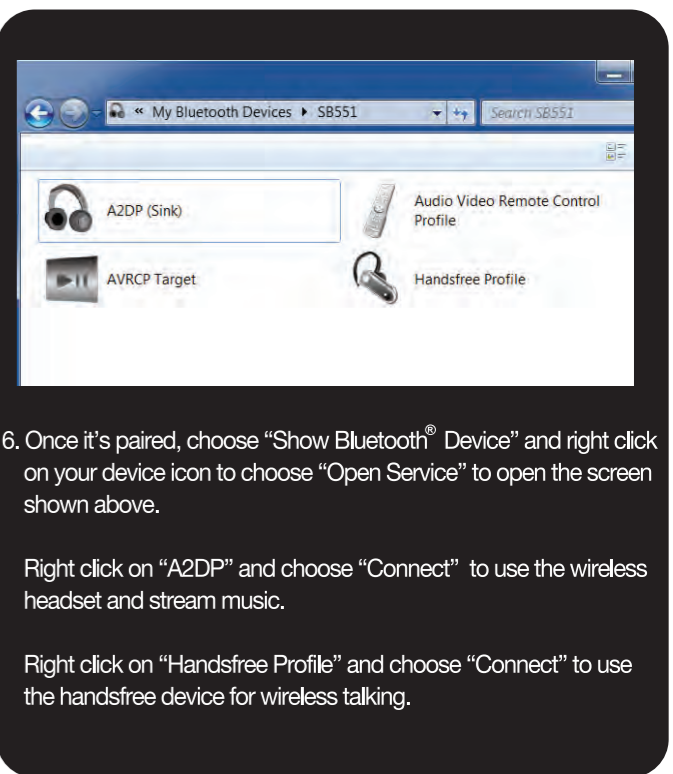 « My Bluetooth Devices ▸ SB551
Search SB551
A2DP (Sink)
Audio Video Remote Control
Profile
AVRCP Target
Handsfree Profile
6. Once it’s paired, choose “Show Bluetooth® Device” and right click
on your device icon to choose “Open Service” to open the screen
shown above.
Right click on “A2DP” and choose “Connect” to use the wireless
headset and stream music.
Right click on “Handsfree Profile” and choose “Connect” to use
the handsfree device for wireless talking.